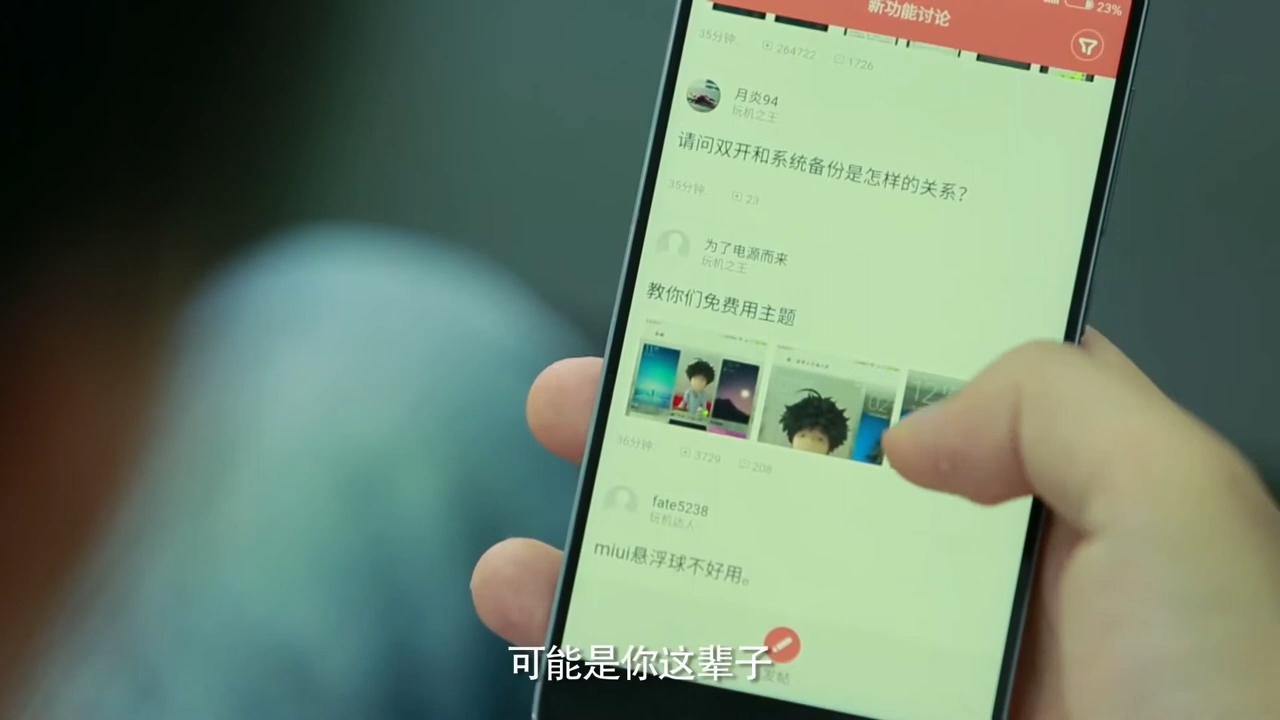 23%
新功能讨论
35分钟
264722
1726
月炎94
玩机之王
请问双开和系统备份是怎样的关系？
35分钟
23
为了电源而来
玩机之王
教你们免费用主题
36分钟
3729
208
fate5238
玩机达人
miui悬浮球不好用。
可能是你这辈子
发帖